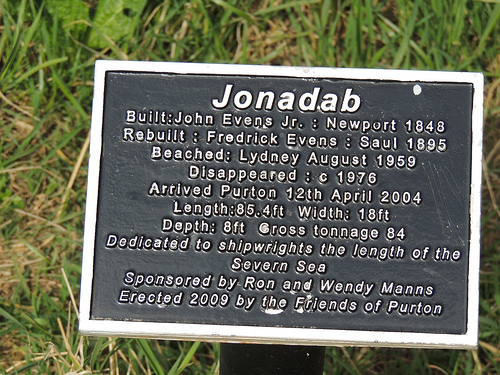 Jonadab
Built:John Evens Jr. : Newport 1848
Rebuilt : Fredrick Evens : Saul 1895
Beached: Lydney August 1959
Disappeared : c 1976
Arrived Purton 12th April 2004
Length:85.4ft Width: 18ft
Depth: 8ft Gross tonnage 84
Dedicated to shipwrights the length of the
Severn Sea
Sponsored by Ron and Wendy Manns
Erected 2009 by the Friends of Purton